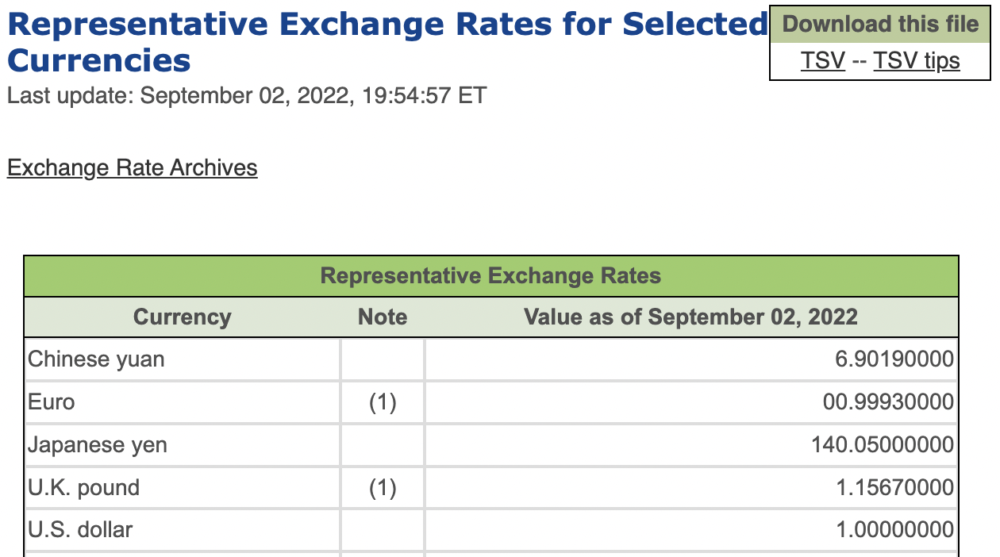 Representative Exchange Rates for Selected
Currencies
Last update: September 02, 2022, 19:54:57 ET
Download this file
TSV -- TSV tips
Exchange Rate Archives
Representative Exchange Rates
Currency Note Value as of September 02, 2022
Chinese yuan 6.90190000
Euro (1) 00.99930000
Japanese yen 140.05000000
U.K. pound (1) 1.15670000
U.S. dollar 1.00000000